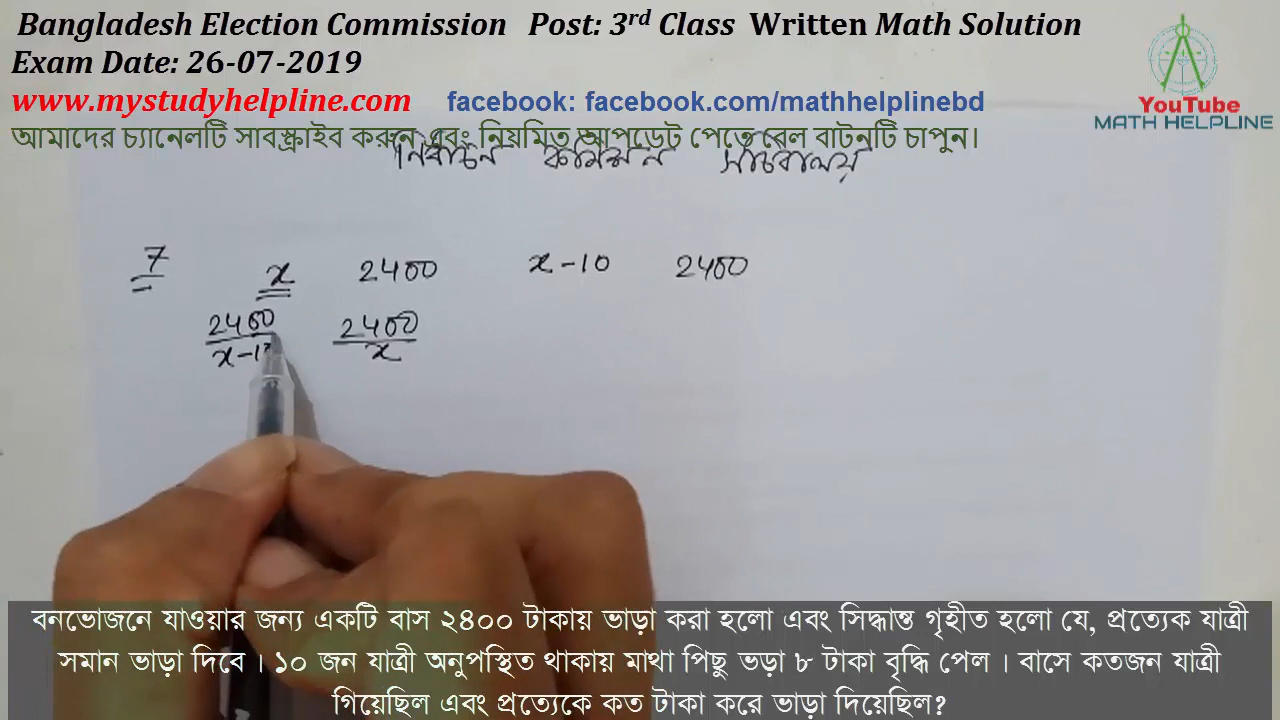 Bangladesh Election Commission Post: 3rd Class Written Math Solution
Exam Date: 26-07-2019
www.mystudyhelpline.com facebook: facebook.com/mathhelplinebd
YouTube
MATH HELPLINE
আমাদের চ্যানেলটি সাবস্ক্রাইব করুন এবং নিয়মিত আপডেট পেতে বেল বাটনটি চাপুন।
নির্বাচন কমিশন সচিবালয়
7 x 2400 x-10 2400
2400 2400
x-1 x
বনভোজনে যাওয়ার জন্য একটি বাস ২৪০০ টাকায় ভাড়া করা হলো এবং সিদ্ধান্ত গৃহীত হলো যে, প্রত্যেক যাত্রী
সমান ভাড়া দিবে। ১০ জন যাত্রী অনুপস্থিত থাকায় মাথা পিছু ভড়া ৮ টাকা বৃদ্ধি পেল। বাসে কতজন যাত্রী
গিয়েছিল এবং প্রত্যেকে কত টাকা করে ভাড়া দিয়েছিল?